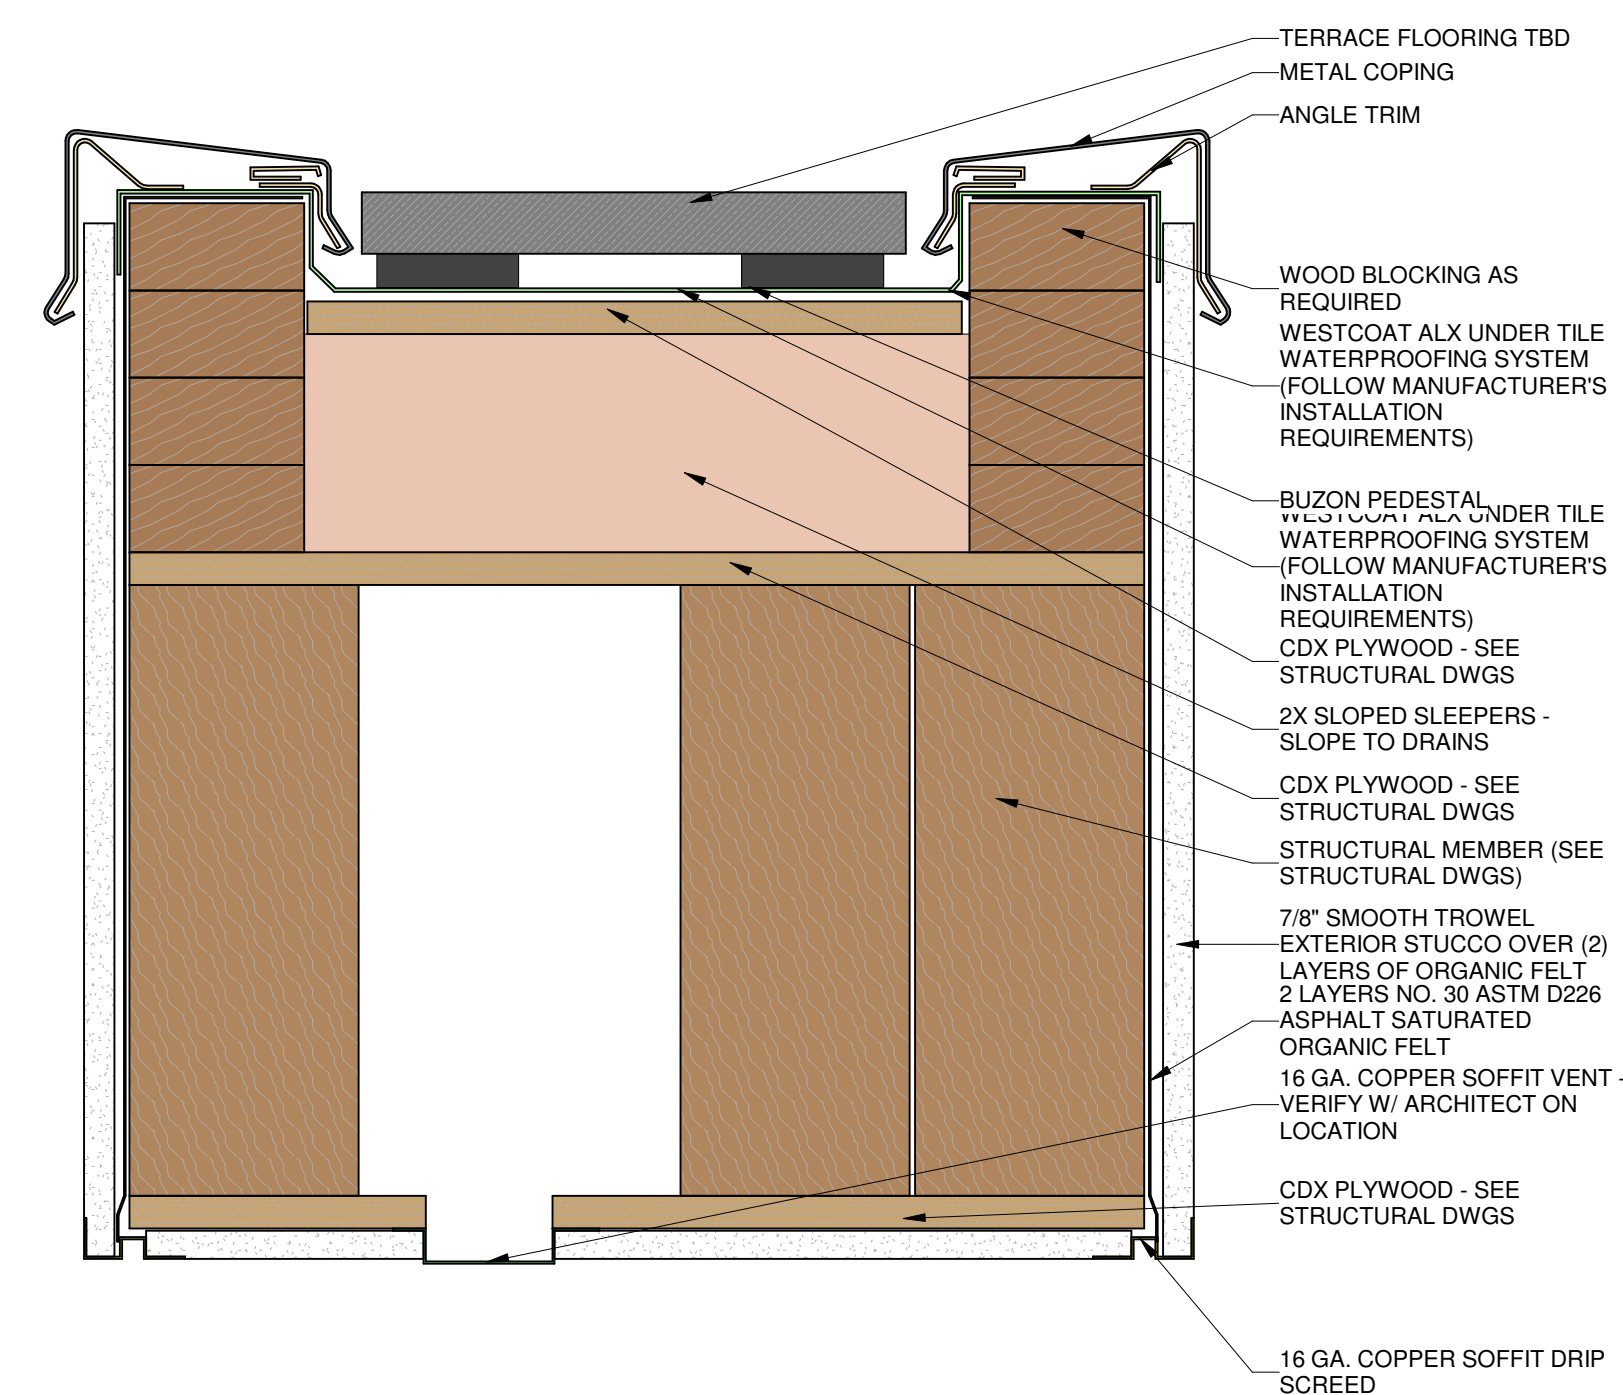 TERRACE FLOORING TBD
METAL COPING
ANGLE TRIM
WOOD BLOCKING AS
REQUIRED
WESTCOAT ALX UNDER TILE
WATERPROOFING SYSTEM
(FOLLOW MANUFACTURER'S
INSTALLATION
REQUIREMENTS)
BUZON PEDESTAL
WESTCOAT ALX UNDER TILE
WATERPROOFING SYSTEM
(FOLLOW MANUFACTURER'S
INSTALLATION
REQUIREMENTS)
CDX PLYWOOD - SEE
STRUCTURAL DWGS
2X SLOPED SLEEPERS -
SLOPE TO DRAINS
CDX PLYWOOD - SEE
STRUCTURAL DWGS
STRUCTURAL MEMBER (SEE
STRUCTURAL DWGS)
7/8" SMOOTH TROWEL
EXTERIOR STUCCO OVER (2)
LAYERS OF ORGANIC FELT
2 LAYERS NO. 30 ASTM D226
ASPHALT SATURATED
ORGANIC FELT
16 GA. COPPER SOFFIT VENT -
VERIFY W/ ARCHITECT ON
LOCATION
CDX PLYWOOD - SEE
STRUCTURAL DWGS
16 GA. COPPER SOFFIT DRIP
SCREED